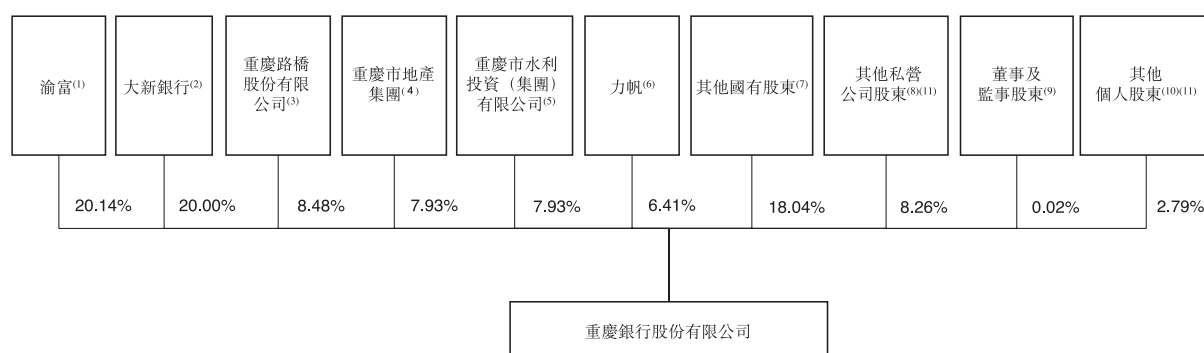 渝富(1)
大新銀行(2)
重慶路橋
股份有限
公司(3)
重慶市地產
集團(4)
重慶市水利
投資（集團）
有限公司(5)
力帆(6)
其他國有股東(7)
其他私營
公司股東(8)(11)
董事及
監事股東(9)
其他
個人股東(10)(11)
20.14%
20.00%
8.48%
7.93%
7.93%
6.41%
18.04%
8.26%
0.02%
2.79%
重慶銀行股份有限公司